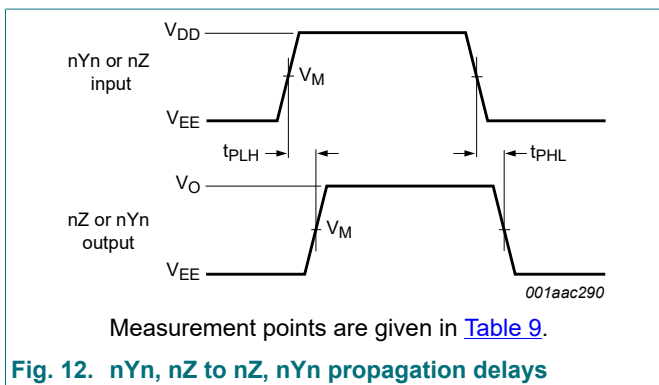 VDD
nYn or nZ
input
VM
VEE
tPLH
tPHL
VO
nZ or nYn
output
VM
VEE
001aac290
Measurement points are given in Table 9.
Fig. 12. nYn, nZ to nZ, nYn propagation delays